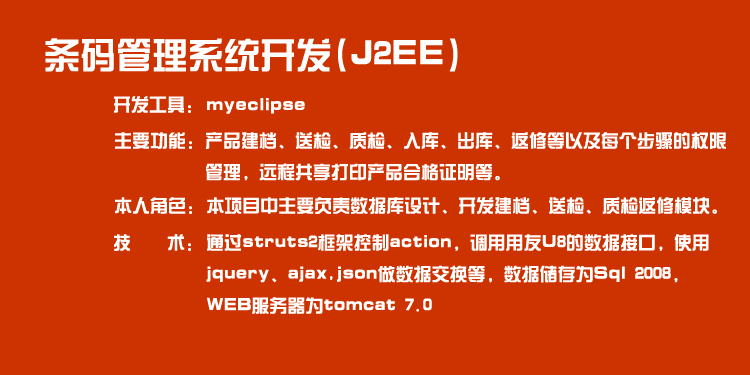 条码管理系统开发(J2EE)
开发工具：myeclipse
主要功能：产品建档、送检、质检、入库、出库、返修等以及每个步骤的权限
管理，远程共享打印产品合格证明等。
本人角色：本项目中主要负责数据库设计、开发建档、送检、质检返修模块。
技 术：通过struts2框架控制action，调用用友U8的数据接口，使用
jquery、ajax,json做数据交换等，数据储存为Sql 2008，
WEB服务器为tomcat 7.0